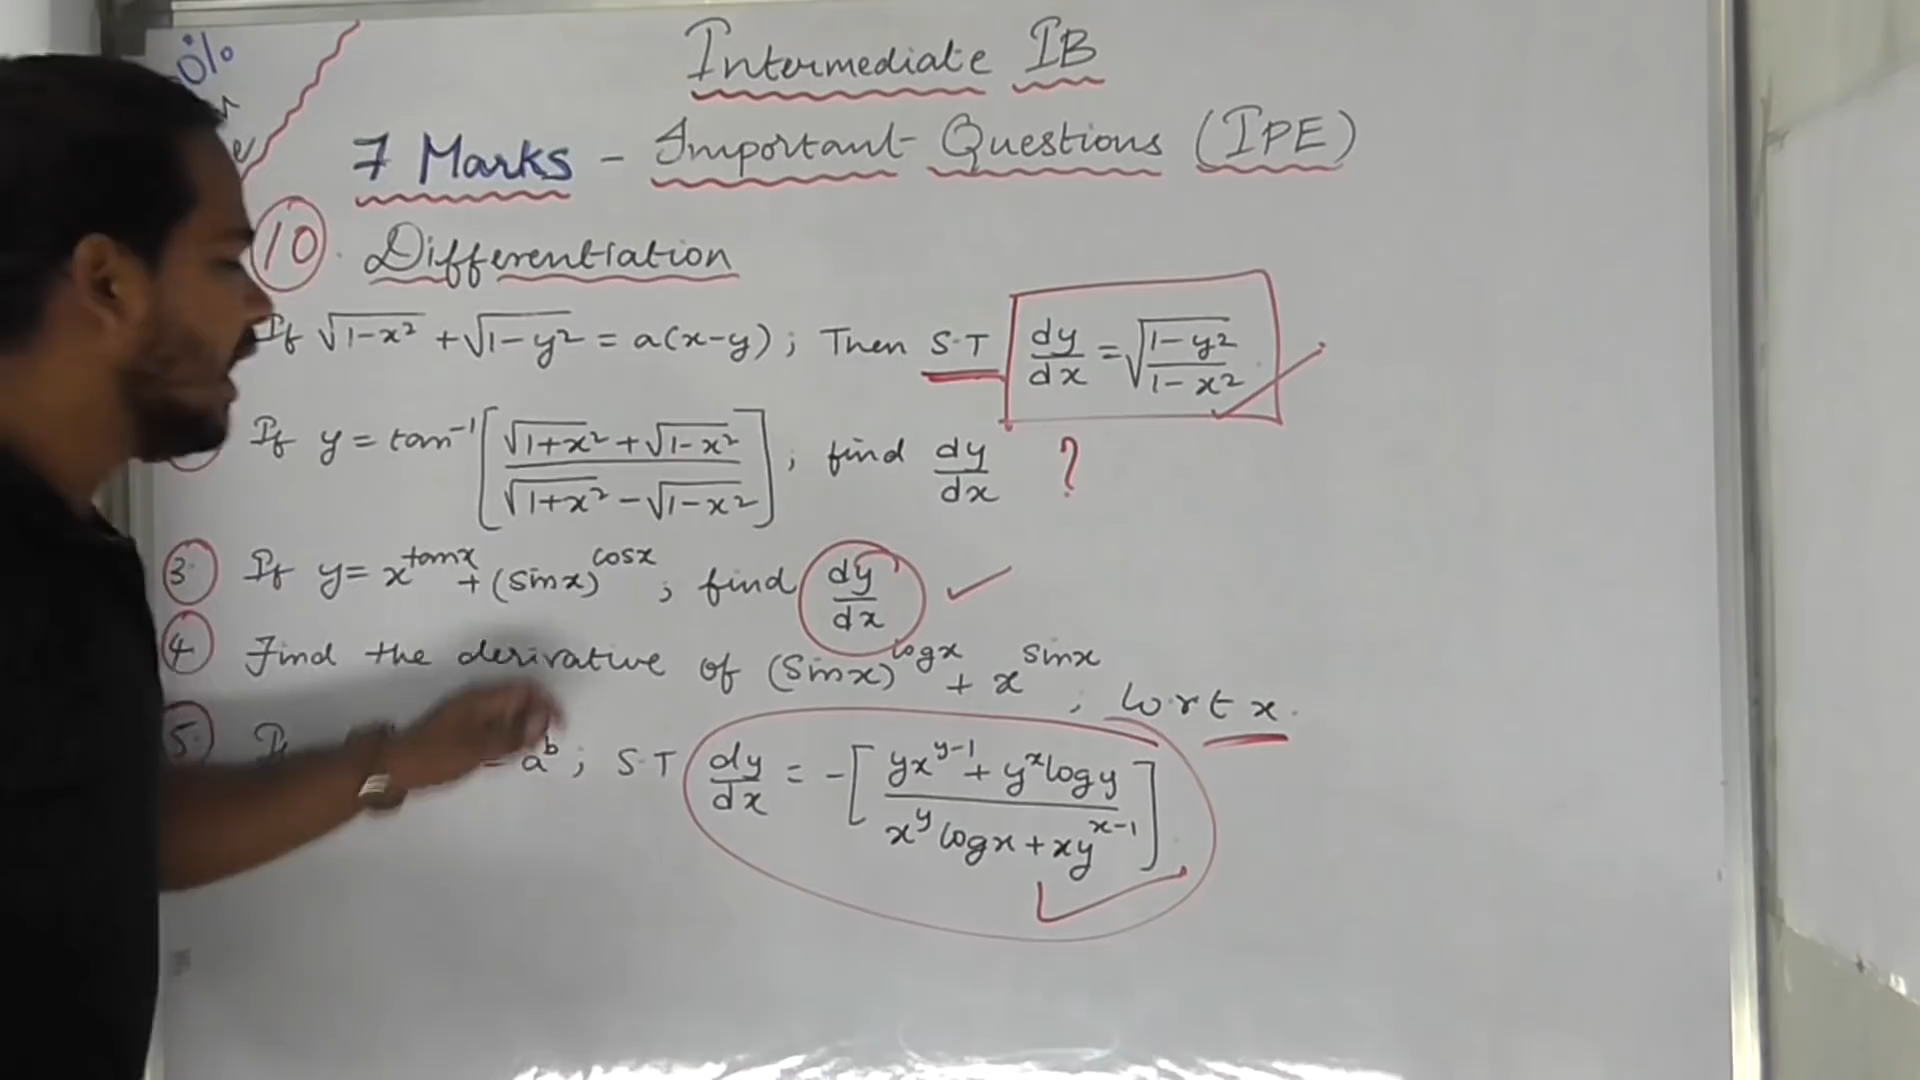 0%
Intermediate IB
7 Marks - Important Questions (IPE)
10. Differentiation
If √1-x² + √1-y² = a(x-y); Then S.T dy/dx = √1-y²/1-x²
If y = tan⁻¹[√1+x² + √1-x² / √1+x² - √1-x²]; find dy/dx ?
3. If y = x^tanx + (sinx)^cosx; find dy/dx
4. Find the derivative of (Sinx)^logx + x^sinx; w.r.t x.
5. = a^b; S.T dy/dx = -[yx^y-1 + y^x logy / x^y logx + xy^x-1]